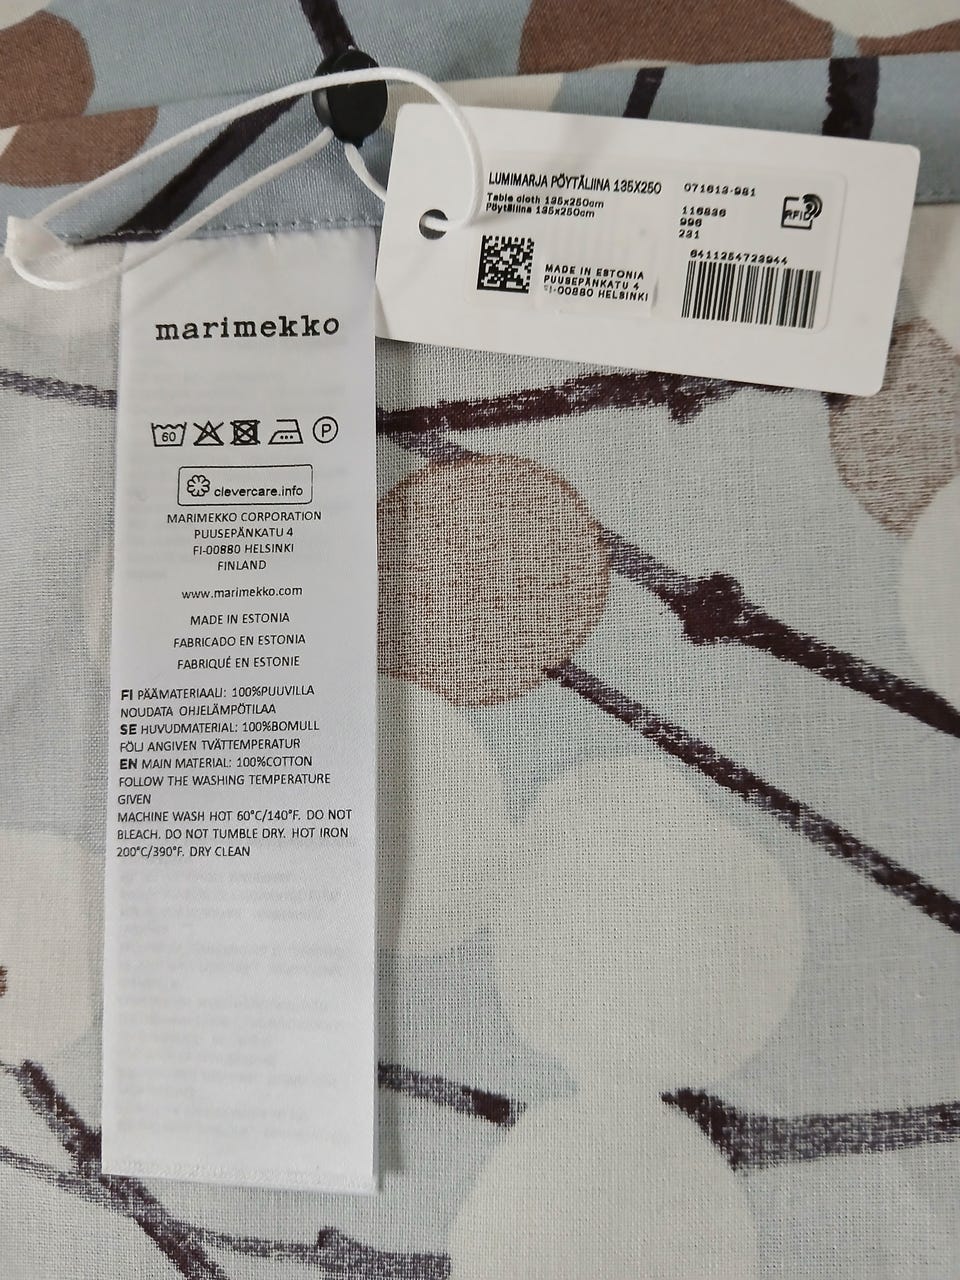 LUMIMARJA PÖYTÄLIINA 135X250
Table cloth 135x250cm
Pöytäliina 135x250cm
071613-981
116836
996
231
RFID
6411254723944
MADE IN ESTONIA
PUUSEPÄNKATU 4
FI-00880 HELSINKI
marimekko
60
P
clevercare.info
MARIMEKKO CORPORATION
PUUSEPÄNKATU 4
FI-00880 HELSINKI
FINLAND
www.marimekko.com
MADE IN ESTONIA
FABRICADO EN ESTONIA
FABRIQUÉ EN ESTONIE
FI PÄÄMATERIAALI: 100%PUUVILLA
NOUDATA OHJELÄMPÖTILAA
SE HUVUDMATERIAL: 100%BOMULL
FÖLJ ANGIVEN TVÄTTEMPERATUR
EN MAIN MATERIAL: 100%COTTON
FOLLOW THE WASHING TEMPERATURE
GIVEN
MACHINE WASH HOT 60°C/140°F. DO NOT
BLEACH. DO NOT TUMBLE DRY. HOT IRON
200°C/390°F. DRY CLEAN